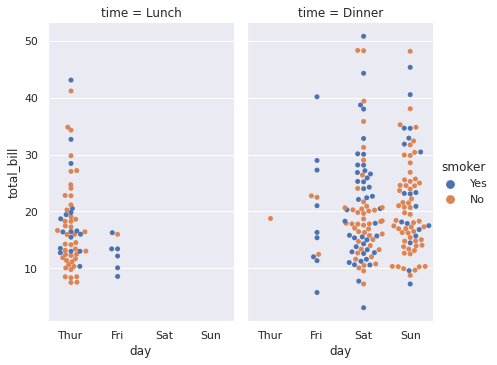 time = Lunch
time = Dinner
total_bill
50
40
30
20
10
Thur Fri Sat Sun
Thur Fri Sat Sun
day
day
smoker
Yes
No